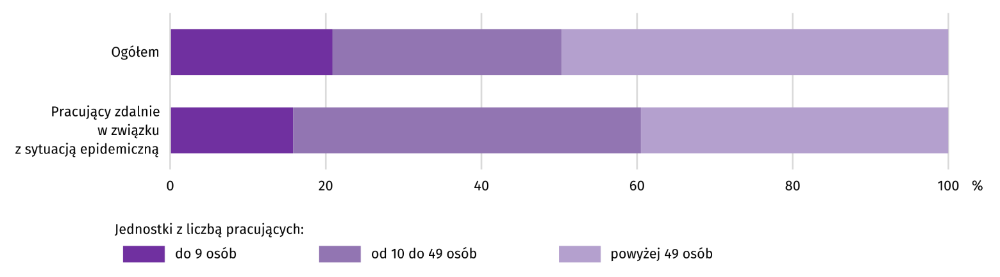 Ogółem
Pracujący zdalnie
w związku
z sytuacją epidemiczną
0 20 40 60 80 100 %
Jednostki z liczbą pracujących:
do 9 osób od 10 do 49 osób powyżej 49 osób